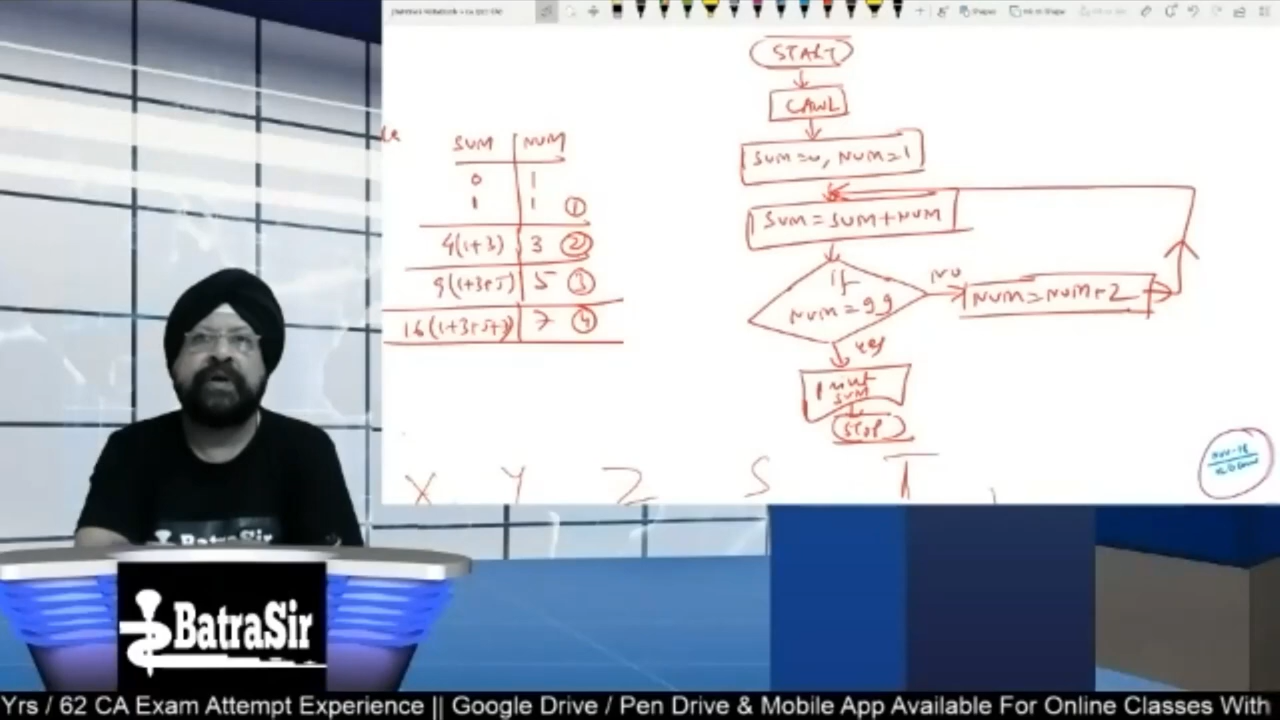 SUM NUM
0 1
1 1 ①
4(1+3) 3 ②
9(1+3+5) 5 ③
16(1+3+5+7) 7 ④
START
CAWL
SUM=0, NUM=1
SUM=SUM+NUM
if
NUM=99
NO
NUM=NUM+2
Yes
Print
SUM
STOP
X Y Z S T
BatraSir
BatraSir
Yrs / 62 CA Exam Attempt Experience || Google Drive / Pen Drive & Mobile App Available For Online Classes With